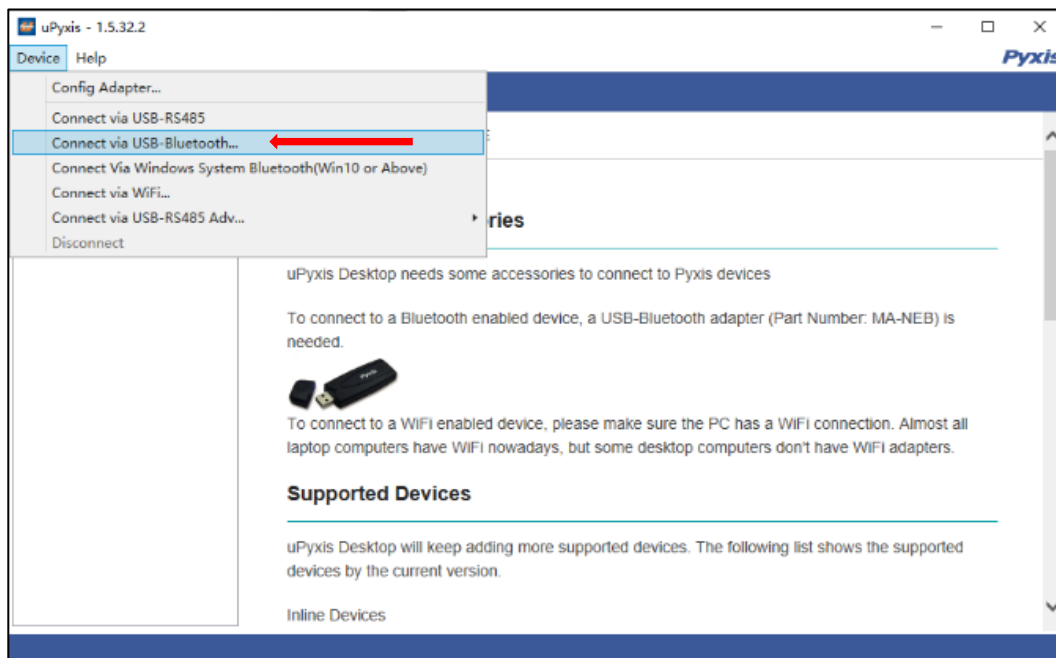 uPyxis - 1.5.32.2
Device Help
Pyxis
Config Adapter...
Connect via USB-RS485
Connect via USB-Bluetooth...
Connect Via Windows System Bluetooth(Win10 or Above)
Connect via WiFi...
Connect via USB-RS485 Adv...
Disconnect
ries
uPyxis Desktop needs some accessories to connect to Pyxis devices
To connect to a Bluetooth enabled device, a USB-Bluetooth adapter (Part Number: MA-NEB) is
needed.
Pyxis
To connect to a WiFi enabled device, please make sure the PC has a WiFi connection. Almost all
laptop computers have WiFi nowadays, but some desktop computers don't have WiFi adapters.
Supported Devices
uPyxis Desktop will keep adding more supported devices. The following list shows the supported
devices by the current version.
Inline Devices